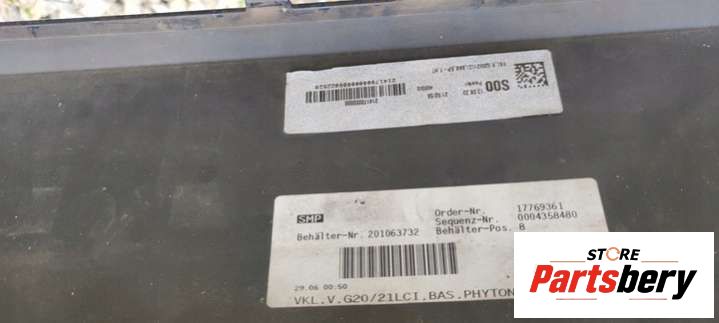 S00
SMP
Order-Nr. 17769361
Sequenz-Nr. 0004358480
Behälter-Nr. 201063732 Behälter-Pos. 8
29.06 00:50
VKL.V.G20/21LCI.BAS.PHYTON
STORE
Partsbery